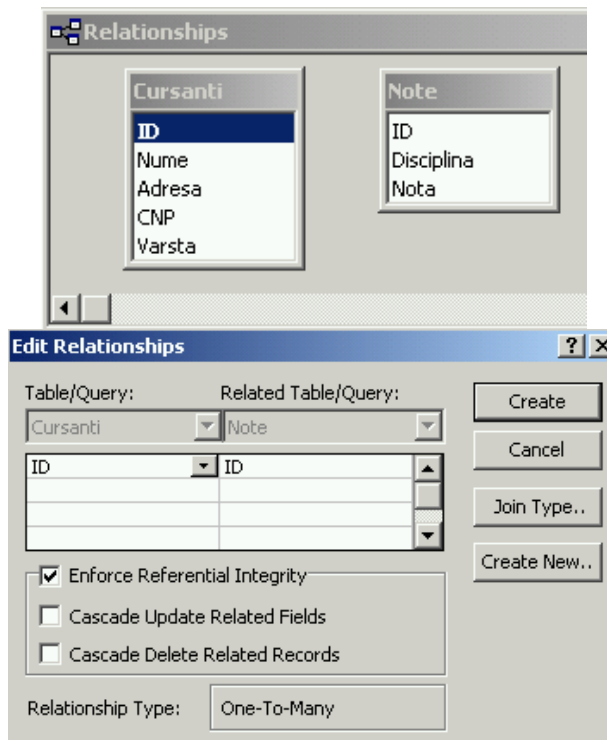 Relationships
Cursanti
ID
Nume
Adresa
CNP
Varsta
Note
ID
Disciplina
Nota
Edit Relationships
Table/Query:
Related Table/Query:
Cursanti
Note
ID
ID
Enforce Referential Integrity
Cascade Update Related Fields
Cascade Delete Related Records
Relationship Type:
One-To-Many
Create
Cancel
Join Type..
Create New..